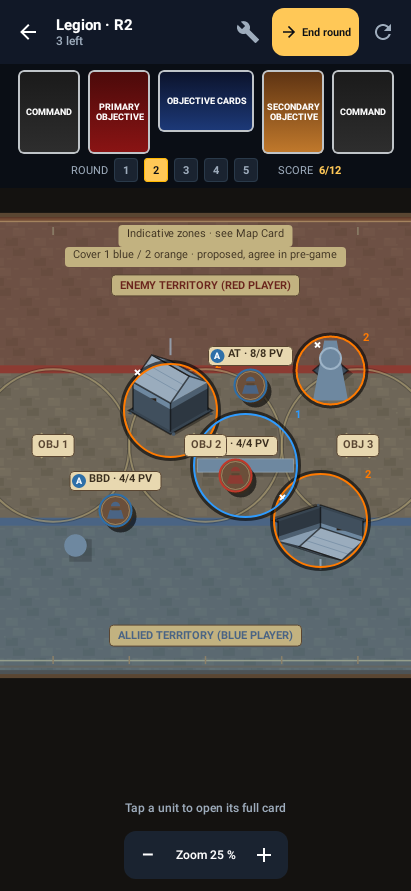 Legion · R2
3 left
End round
COMMAND
PRIMARY
OBJECTIVE
OBJECTIVE CARDS
SECONDARY
OBJECTIVE
COMMAND
ROUND 1 2 3 4 5 SCORE 6/12
Indicative zones · see Map Card
Cover 1 blue / 2 orange · proposed, agree in pre-game
ENEMY TERRITORY (RED PLAYER)
2
A AT · 8/8 PV
1
OBJ 1
OBJ 2
· 4/4 PV
OBJ 3
A BBD · 4/4 PV
2
ALLIED TERRITORY (BLUE PLAYER)
Tap a unit to open its full card
− Zoom 25 % +